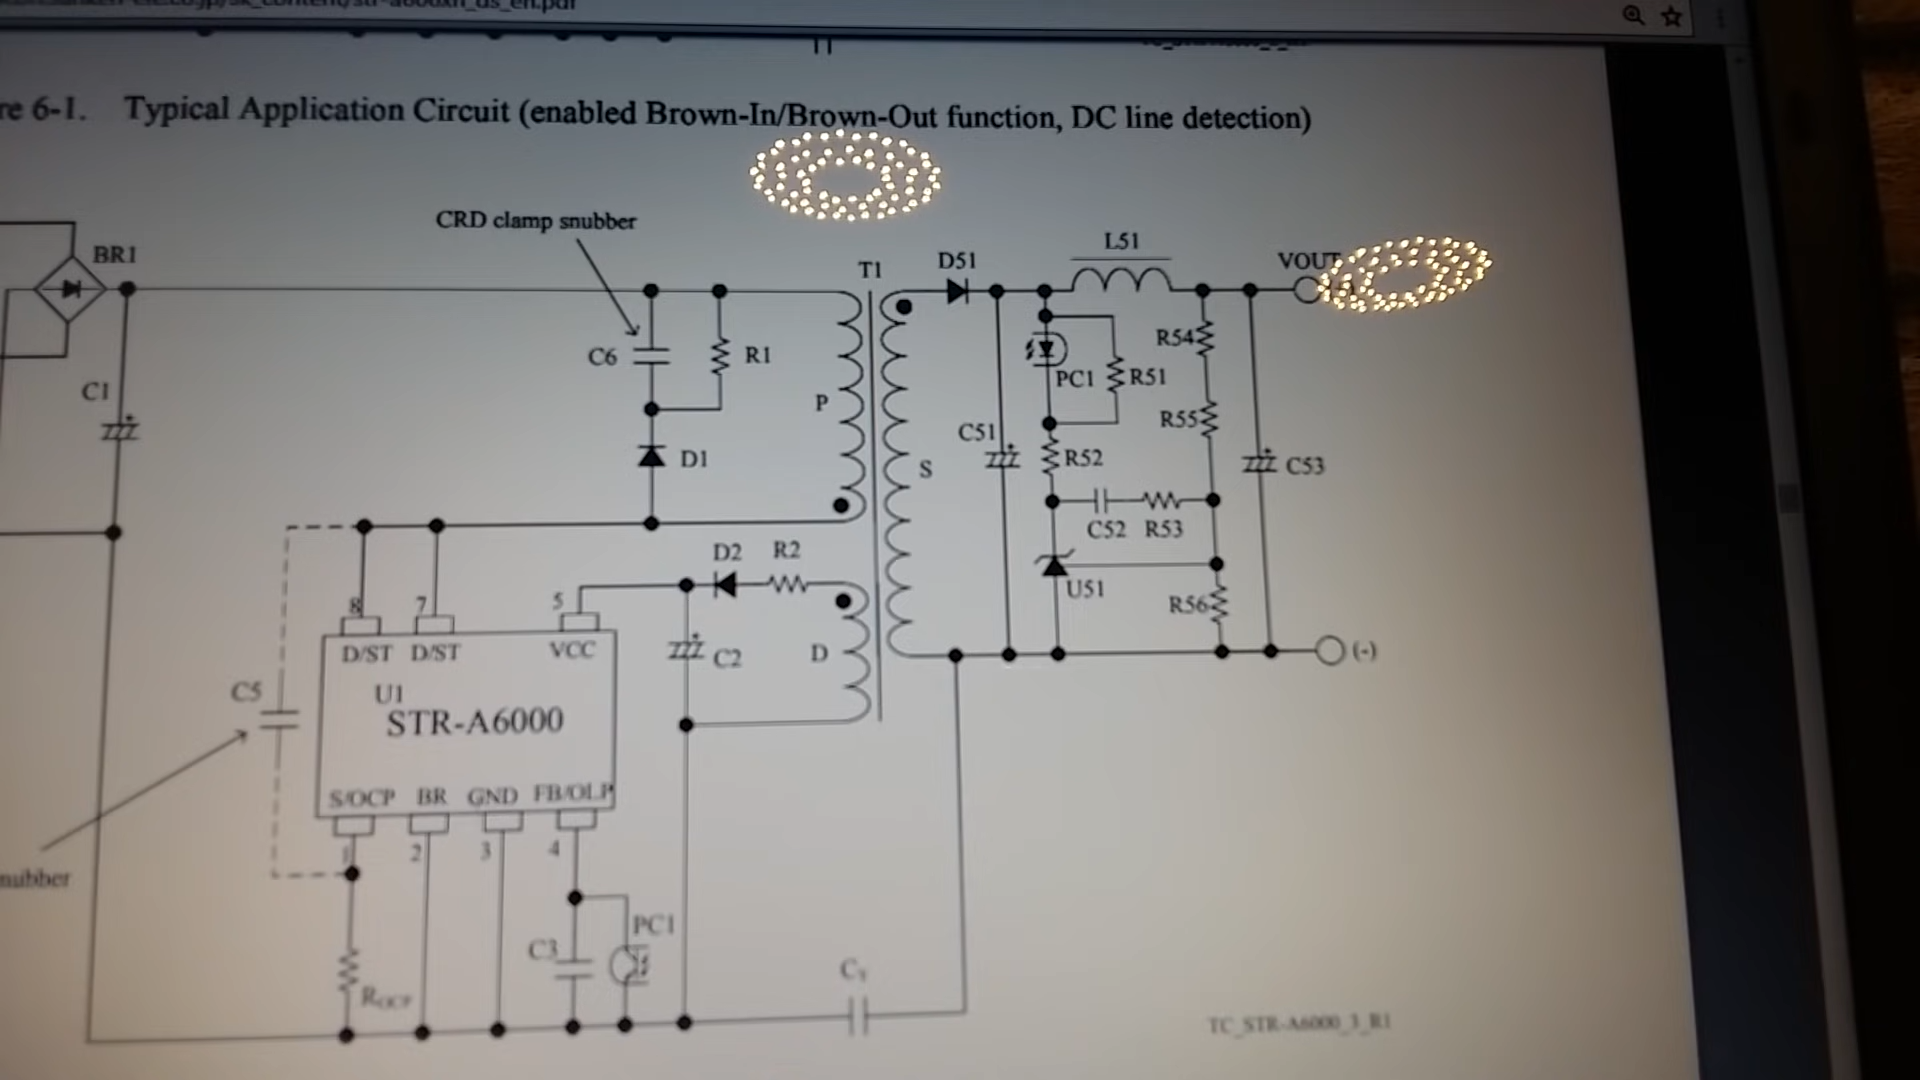 re 6-1. Typical Application Circuit (enabled Brown-In/Brown-Out function, DC line detection)
CRD clamp snubber
BR1
T1
D51
L51
VOUT
C1
C6
R1
P
PC1
R51
R54
R55
D1
S
C51
R52
C53
C52
R53
D2
R2
U51
R56
8
7
5
D/ST
D/ST
VCC
C2
D
(-)
C5
U1
STR-A6000
S/OCP
BR
GND
FB/OLP
1
2
3
4
nubber
C3
PC1
ROCP
CY
TC_STR-A6000_3_R1